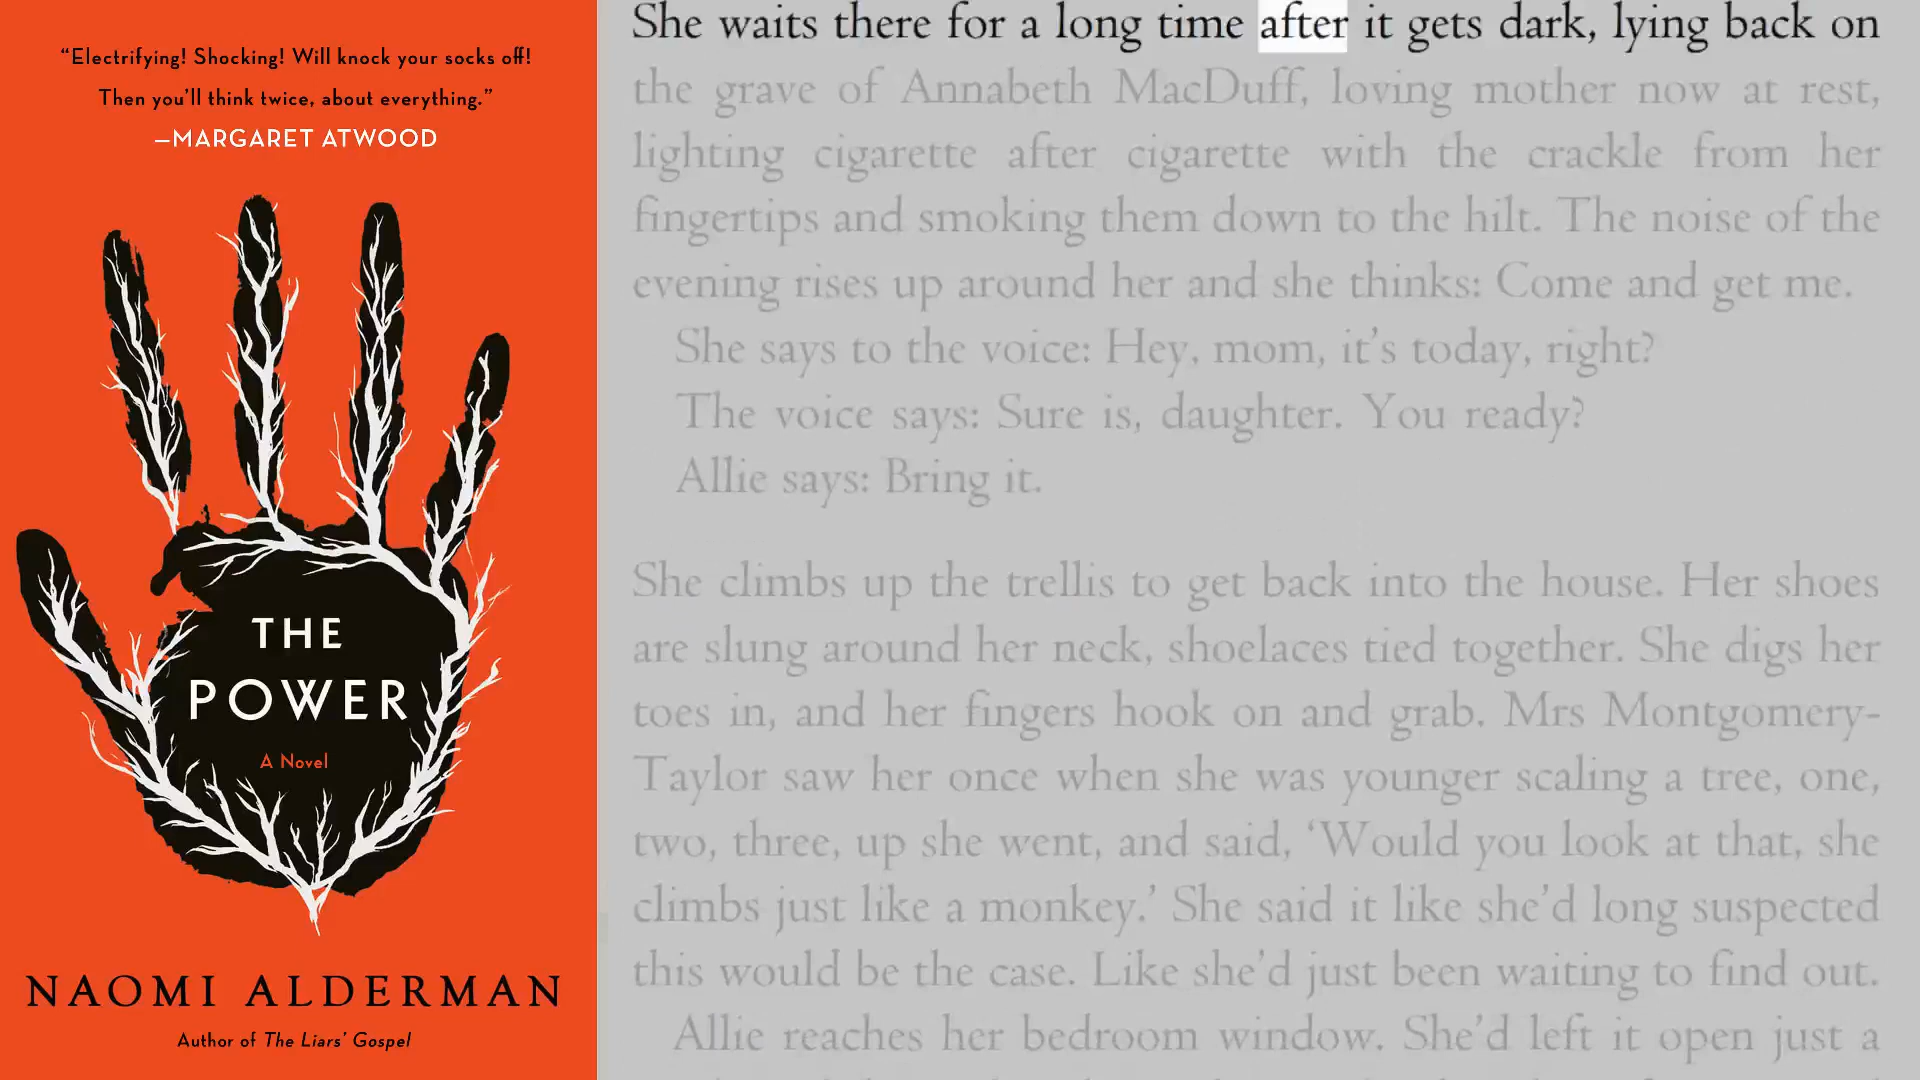 “Electrifying! Shocking! Will knock your socks off!
Then you’ll think twice, about everything.”
—MARGARET ATWOOD
THE
POWER
A Novel
NAOMI ALDERMAN
Author of The Liars’ Gospel
She waits there for a long time after it gets dark, lying back on
the grave of Annabeth MacDuff, loving mother now at rest,
lighting cigarette after cigarette with the crackle from her
fingertips and smoking them down to the hilt. The noise of the
evening rises up around her and she thinks: Come and get me.
She says to the voice: Hey, mom, it’s today, right?
The voice says: Sure is, daughter. You ready?
Allie says: Bring it.
She climbs up the trellis to get back into the house. Her shoes
are slung around her neck, shoelaces tied together. She digs her
toes in, and her fingers hook on and grab. Mrs Montgomery-
Taylor saw her once when she was younger scaling a tree, one,
two, three, up she went, and said, ‘Would you look at that, she
climbs just like a monkey.’ She said it like she’d long suspected
this would be the case. Like she’d just been waiting to find out.
Allie reaches her bedroom window. She’d left it open just a